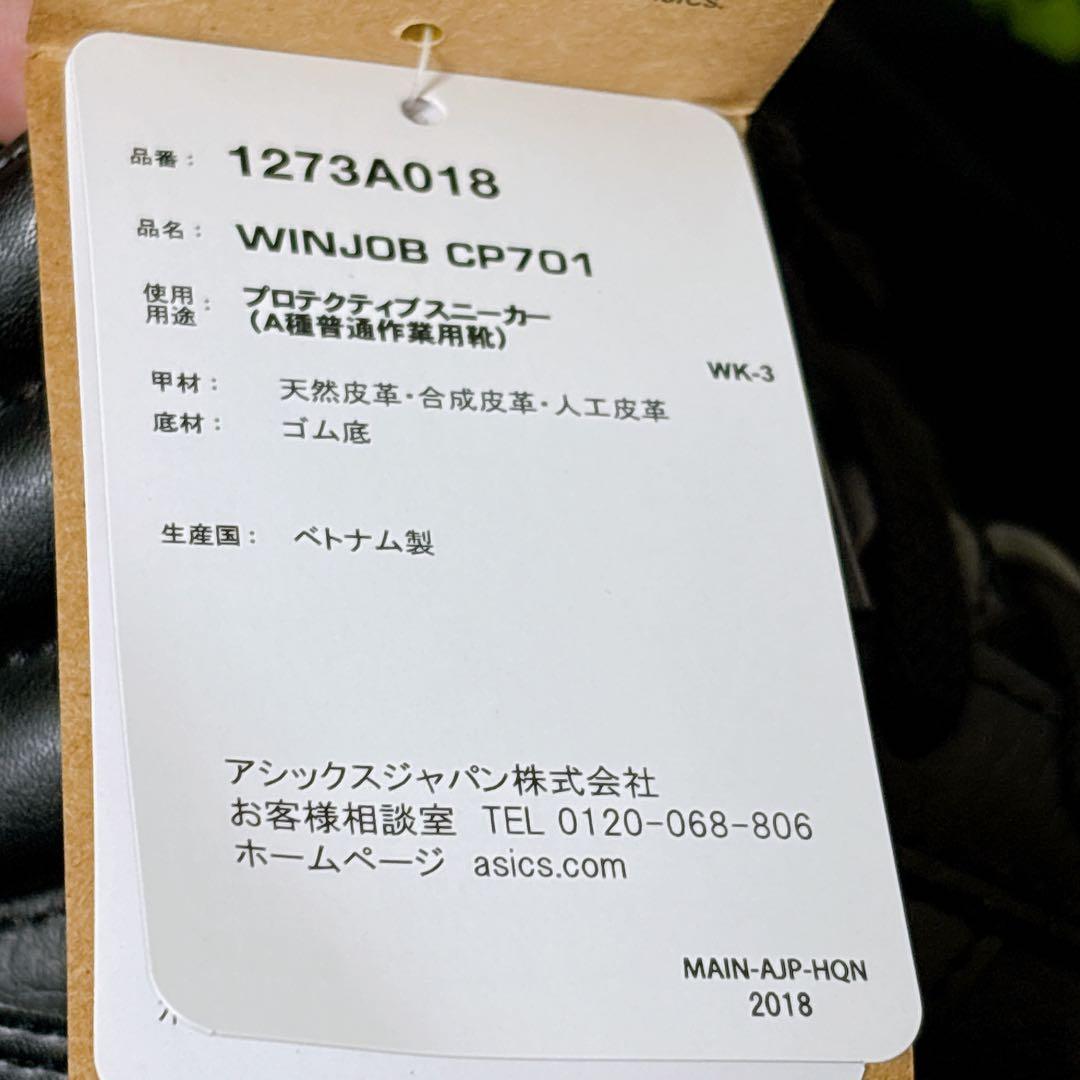 asics.
品番： 1273A018
品名： WINJOB CP701
使用用途： プロテクティブスニーカー
（A種普通作業用靴）
WK-3
甲材： 天然皮革・合成皮革・人工皮革
底材： ゴム底
生産国： ベトナム製
アシックスジャパン株式会社
お客様相談室 TEL 0120-068-806
ホームページ asics.com
MAIN-AJP-HQN
2018